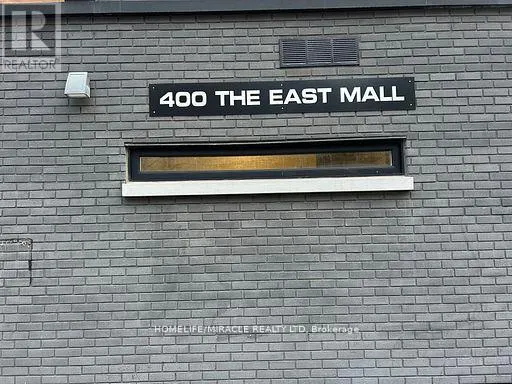 R
REALTOR
400 THE EAST MALL
HOMELIFE/MIRACLE REALTY LTD, Brokerage